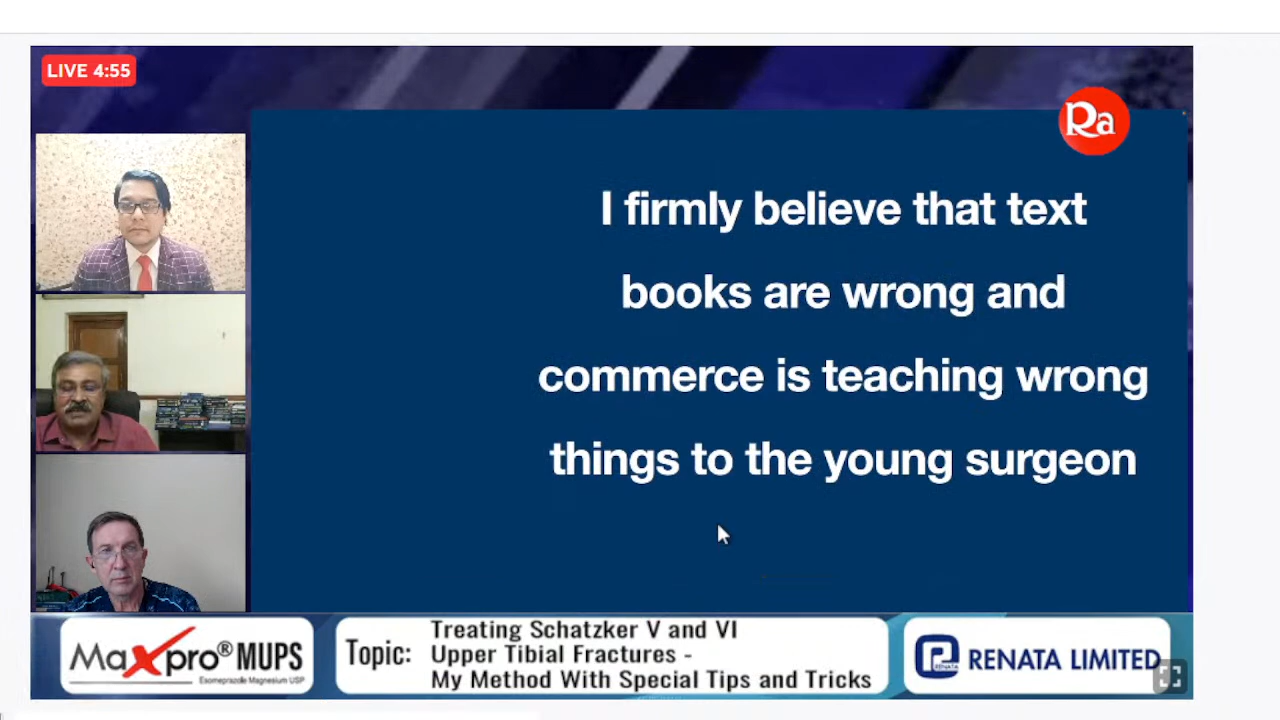 LIVE 4:55
Ra
I firmly believe that text
books are wrong and
commerce is teaching wrong
things to the young surgeon
Maxpro® MUPS
Esomeprazole Magnesium USP
Topic:
Treating Schatzker V and VI
Upper Tibial Fractures -
My Method With Special Tips and Tricks
RENATA
RENATA LIMITED